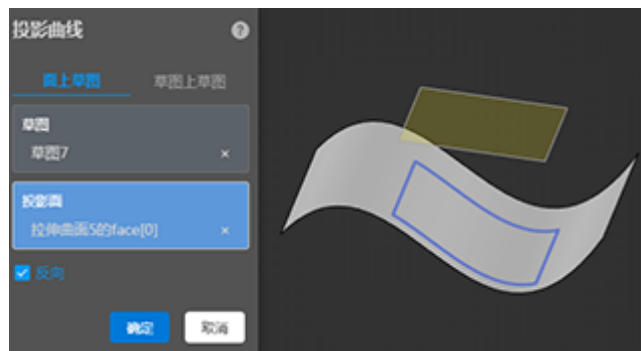 投影曲线
面上草图 草图上草图
草图
草图7
投影面
拉伸曲面5的face[0]
反向
确定 取消